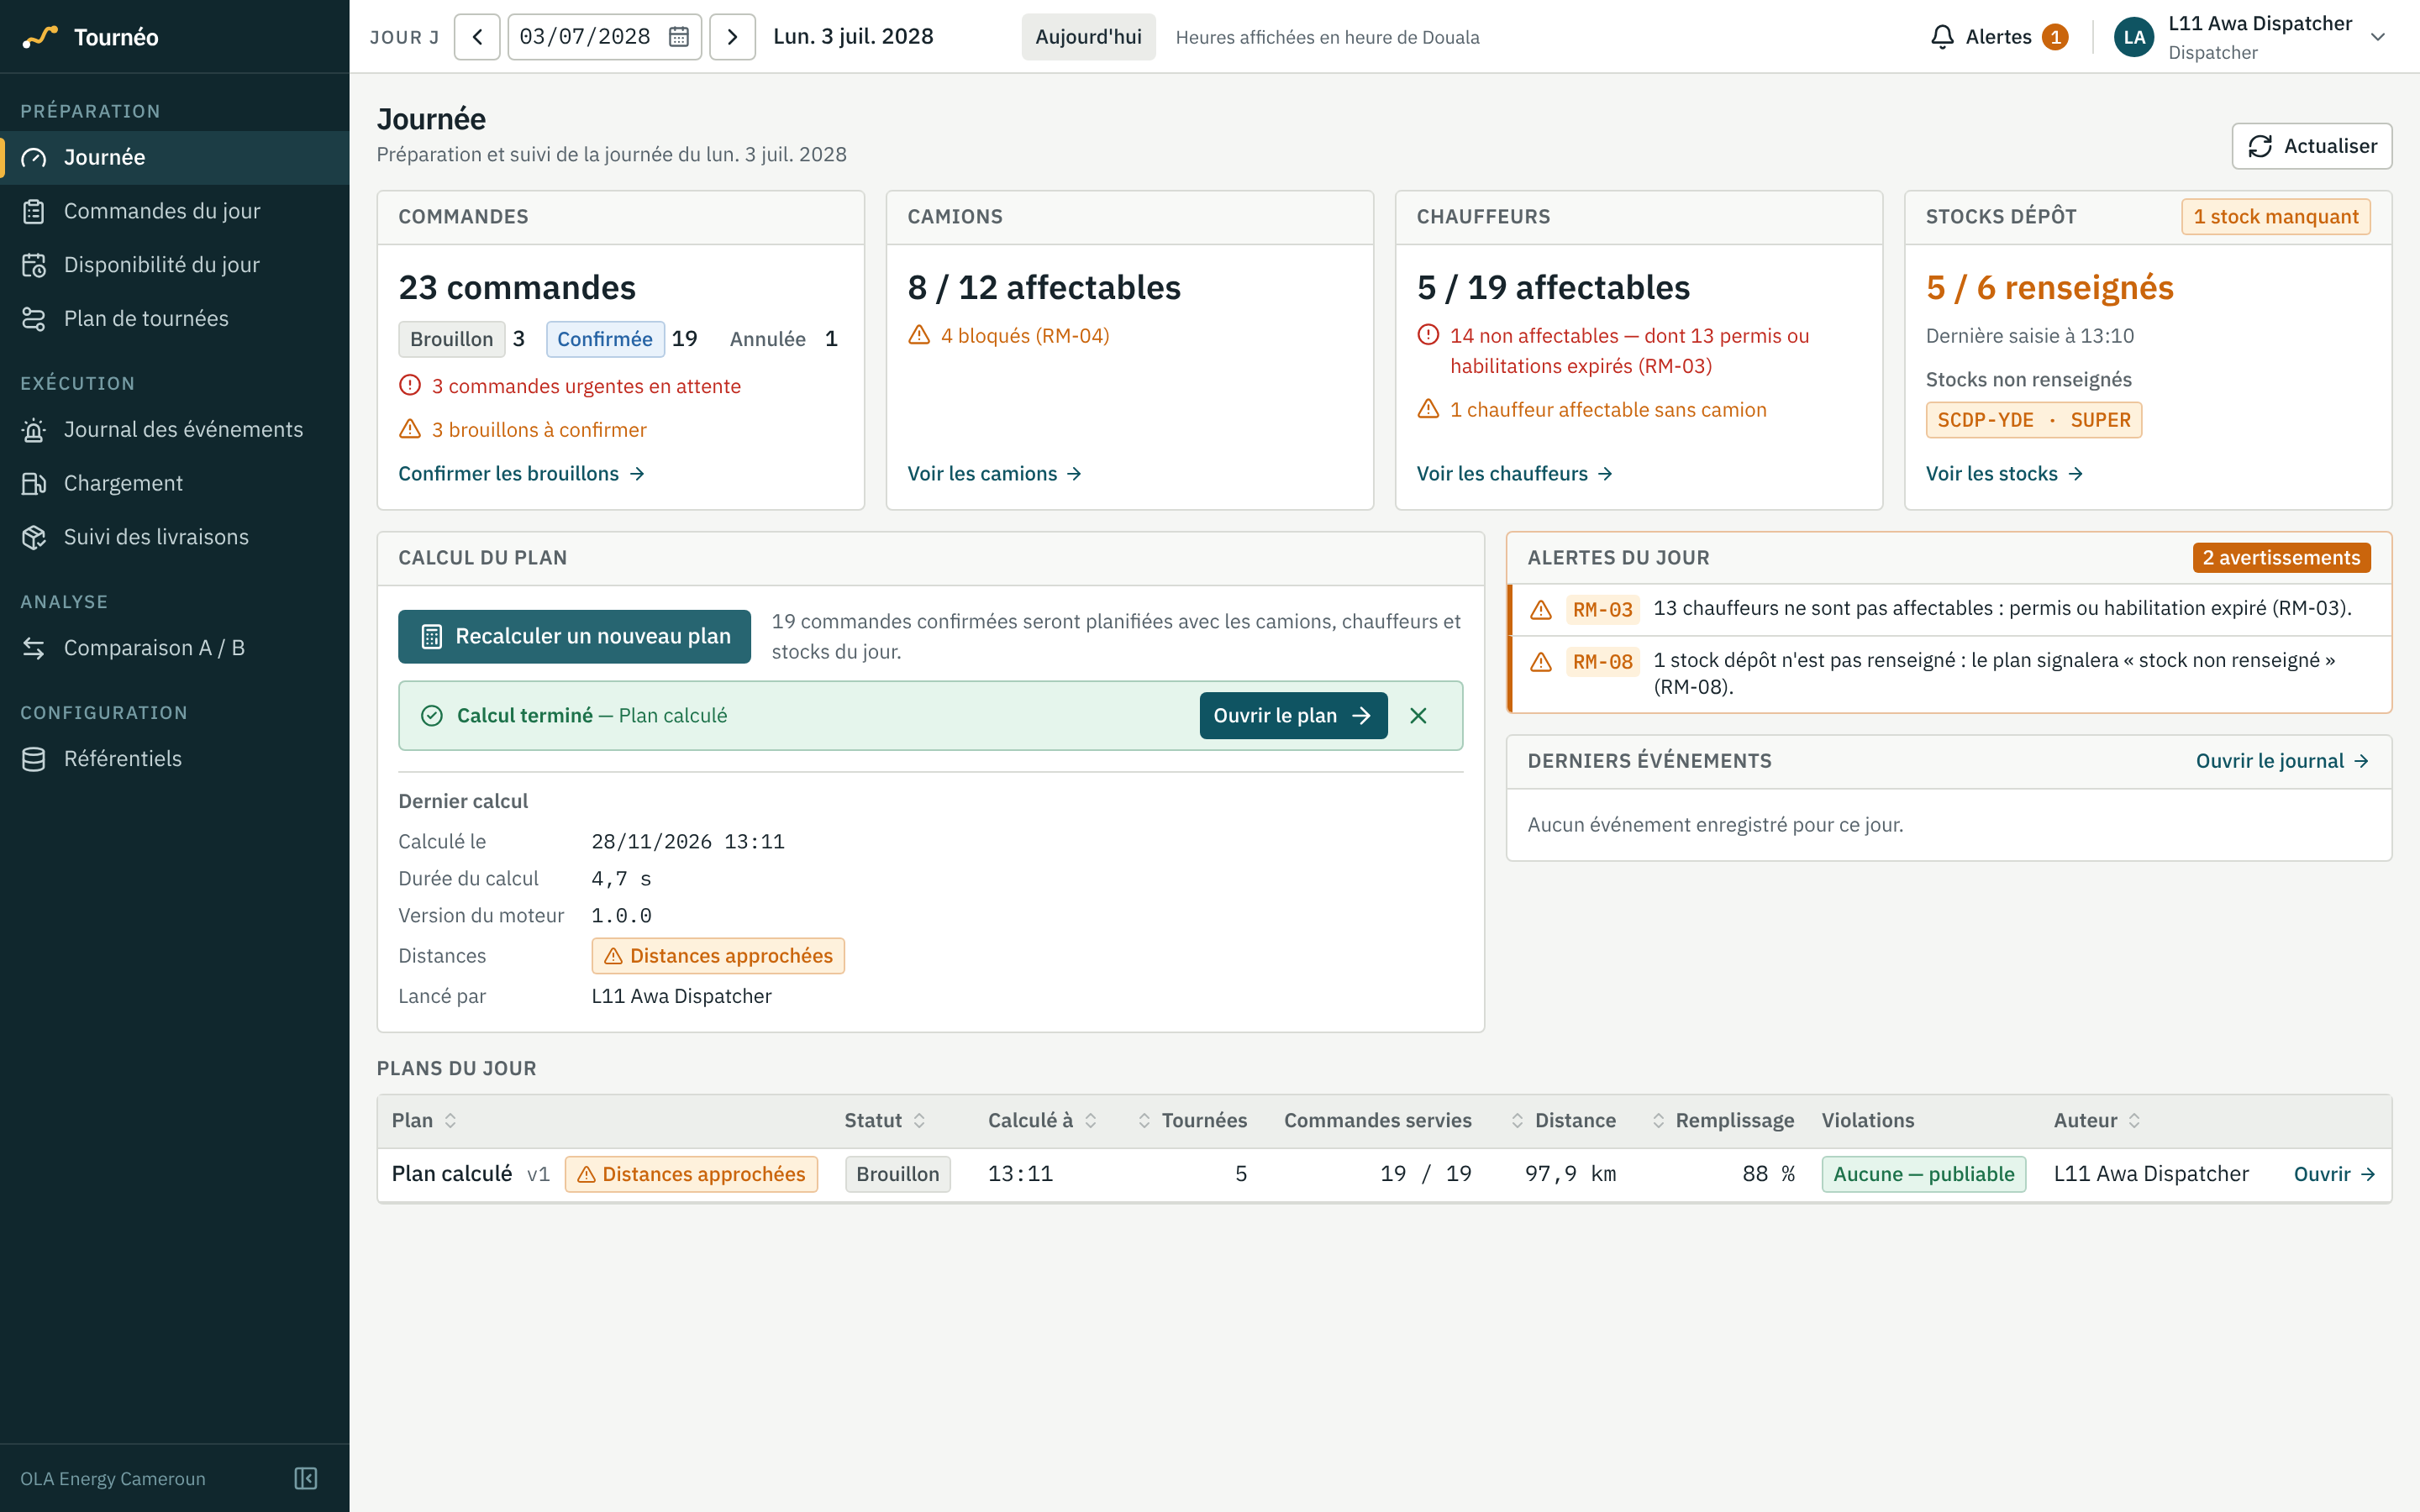 Tournéo
JOUR J
03/07/2028
Lun. 3 juil. 2028
Aujourd'hui
Heures affichées en heure de Douala
Alertes 1
LA
L11 Awa Dispatcher
Dispatcher
PRÉPARATION
Journée
Commandes du jour
Disponibilité du jour
Plan de tournées
EXÉCUTION
Journal des événements
Chargement
Suivi des livraisons
ANALYSE
Comparaison A / B
CONFIGURATION
Référentiels
OLA Energy Cameroun
Journée
Préparation et suivi de la journée du lun. 3 juil. 2028
Actualiser
COMMANDES
23 commandes
Brouillon 3 Confirmée 19 Annulée 1
3 commandes urgentes en attente
3 brouillons à confirmer
Confirmer les brouillons →
CAMIONS
8 / 12 affectables
4 bloqués (RM-04)
Voir les camions →
CHAUFFEURS
5 / 19 affectables
14 non affectables — dont 13 permis ou
habilitations expirés (RM-03)
1 chauffeur affectable sans camion
Voir les chauffeurs →
STOCKS DÉPÔT
1 stock manquant
5 / 6 renseignés
Dernière saisie à 13:10
Stocks non renseignés
SCDP-YDE · SUPER
Voir les stocks →
CALCUL DU PLAN
Recalculer un nouveau plan
19 commandes confirmées seront planifiées avec les camions, chauffeurs et
stocks du jour.
Calcul terminé — Plan calculé
Ouvrir le plan →
Dernier calcul
Calculé le 28/11/2026 13:11
Durée du calcul 4,7 s
Version du moteur 1.0.0
Distances Distances approchées
Lancé par L11 Awa Dispatcher
ALERTES DU JOUR
2 avertissements
RM-03 13 chauffeurs ne sont pas affectables : permis ou habilitation expiré (RM-03).
RM-08 1 stock dépôt n'est pas renseigné : le plan signalera « stock non renseigné »
(RM-08).
DERNIERS ÉVÉNEMENTS
Ouvrir le journal →
Aucun événement enregistré pour ce jour.
PLANS DU JOUR
Plan Statut Calculé à Tournées Commandes servies Distance Remplissage Violations Auteur
Plan calculé v1 Distances approchées Brouillon 13:11 5 19 / 19 97,9 km 88 % Aucune — publiable L11 Awa Dispatcher Ouvrir →